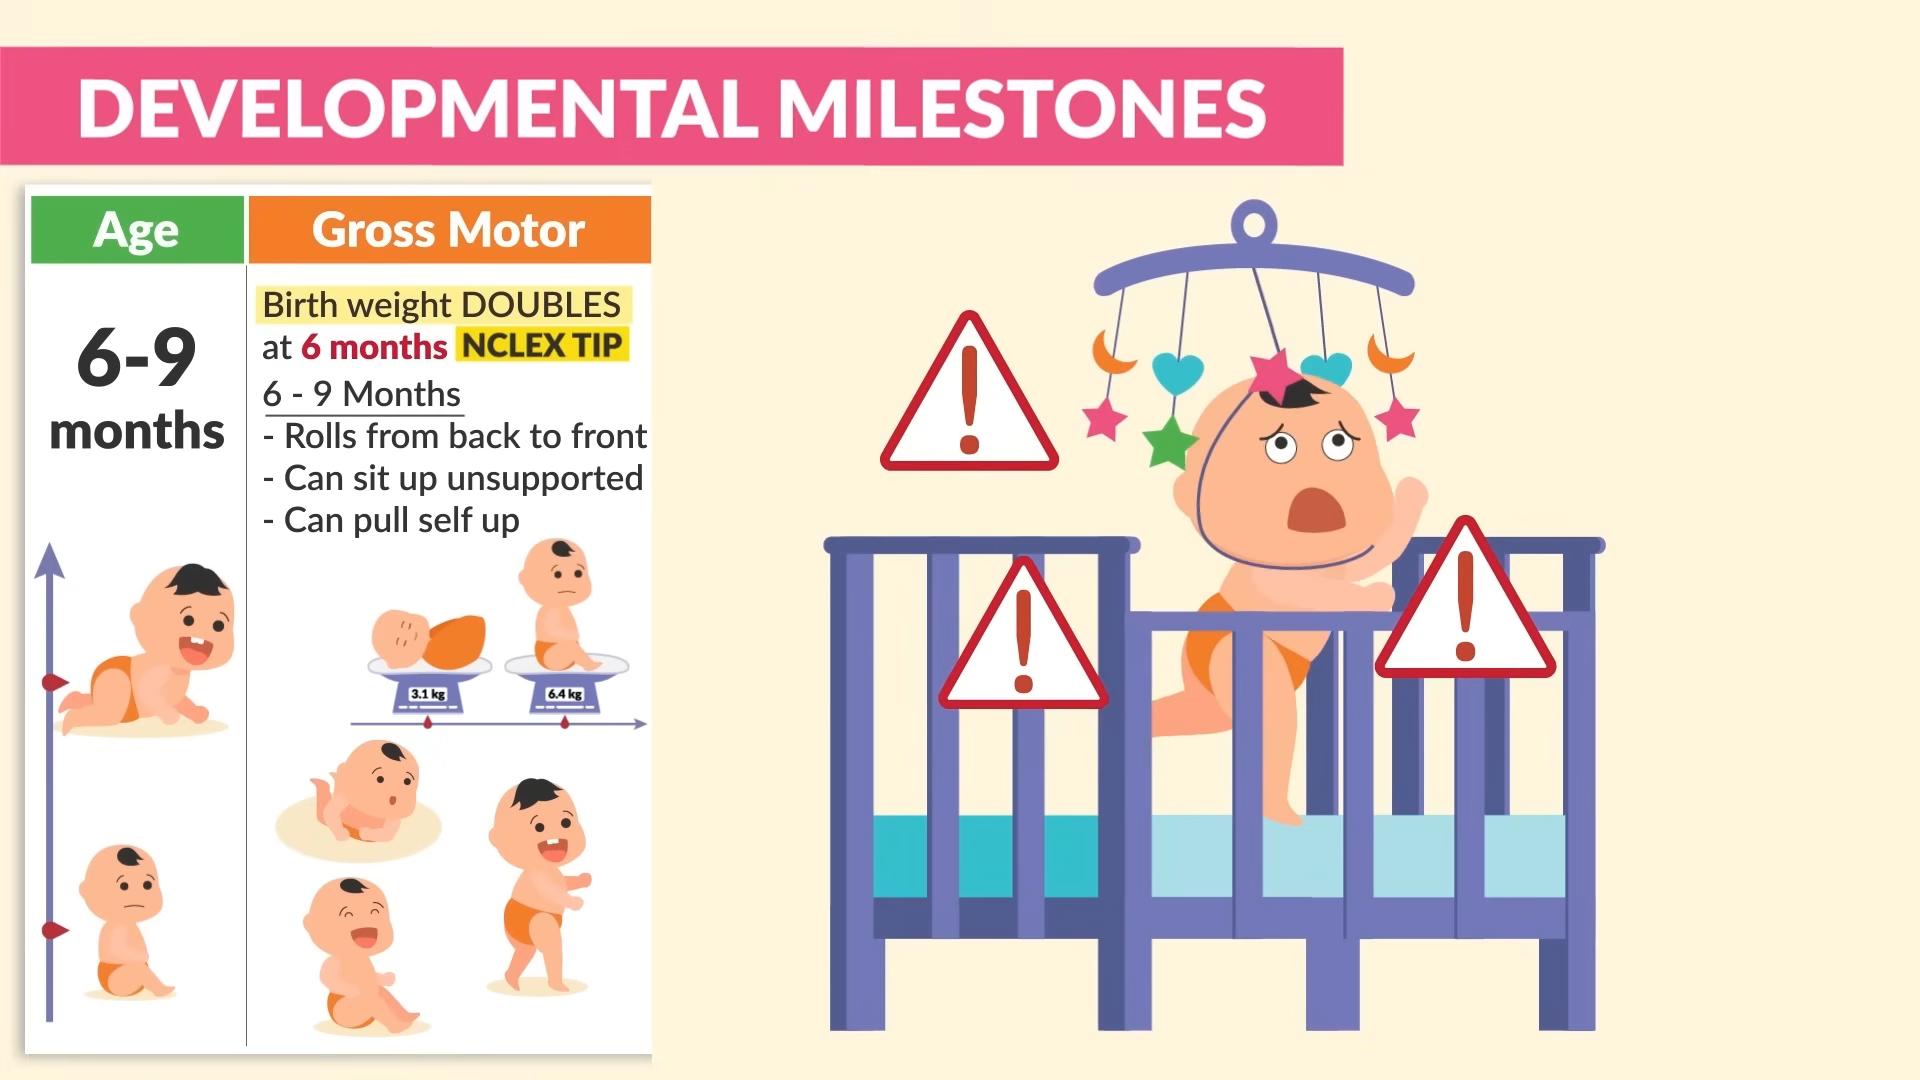 DEVELOPMENTAL MILESTONES
Age
Gross Motor
6-9
months
Birth weight DOUBLES
at 6 months NCLEX TIP
6 - 9 Months
- Rolls from back to front
- Can sit up unsupported
- Can pull self up
3.1 kg
6.4 kg